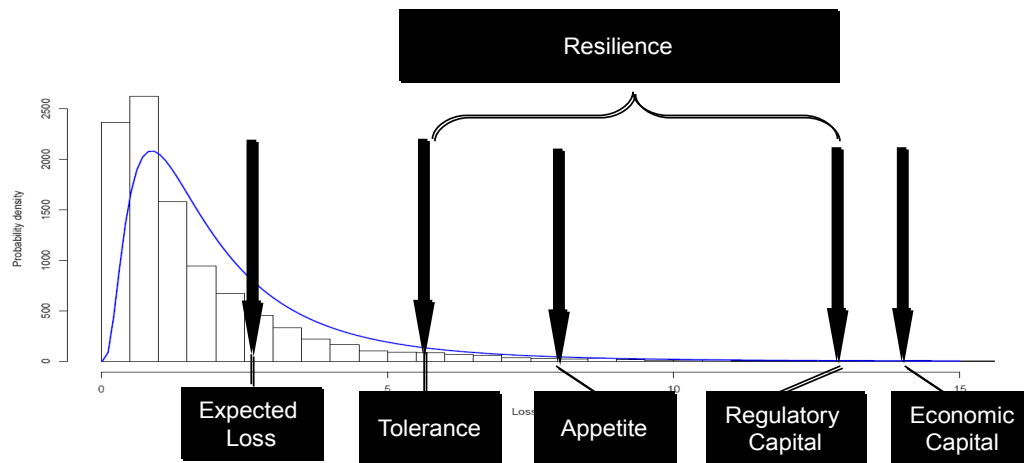 Resilience
2500
2000
1500
1000
500
0
Probability density
0
5
10
15
Loss
Expected
Loss
Tolerance
Appetite
Regulatory
Capital
Economic
Capital